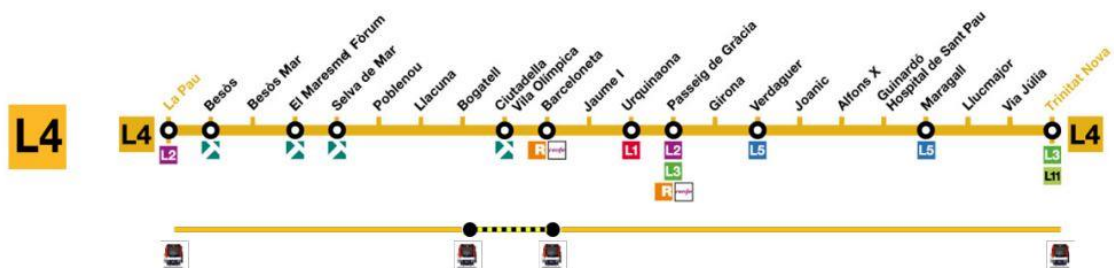 L4
L4
La Pau
Besòs
Besòs Mar
El Maresme| Fòrum
Selva de Mar
Poblenou
Llacuna
Bogatell
Ciutadella
Vila Olímpica
Barceloneta
Jaume I
Urquinaona
Passeig de Gràcia
Girona
Verdaguer
Joanic
Alfons X
Guinardó
Hospital de Sant Pau
Maragall
Llucmajor
Via Júlia
Trinitat Nova
L4
L2
R renfe
L1
L2
L3
R renfe
L5
L5
L3
L11